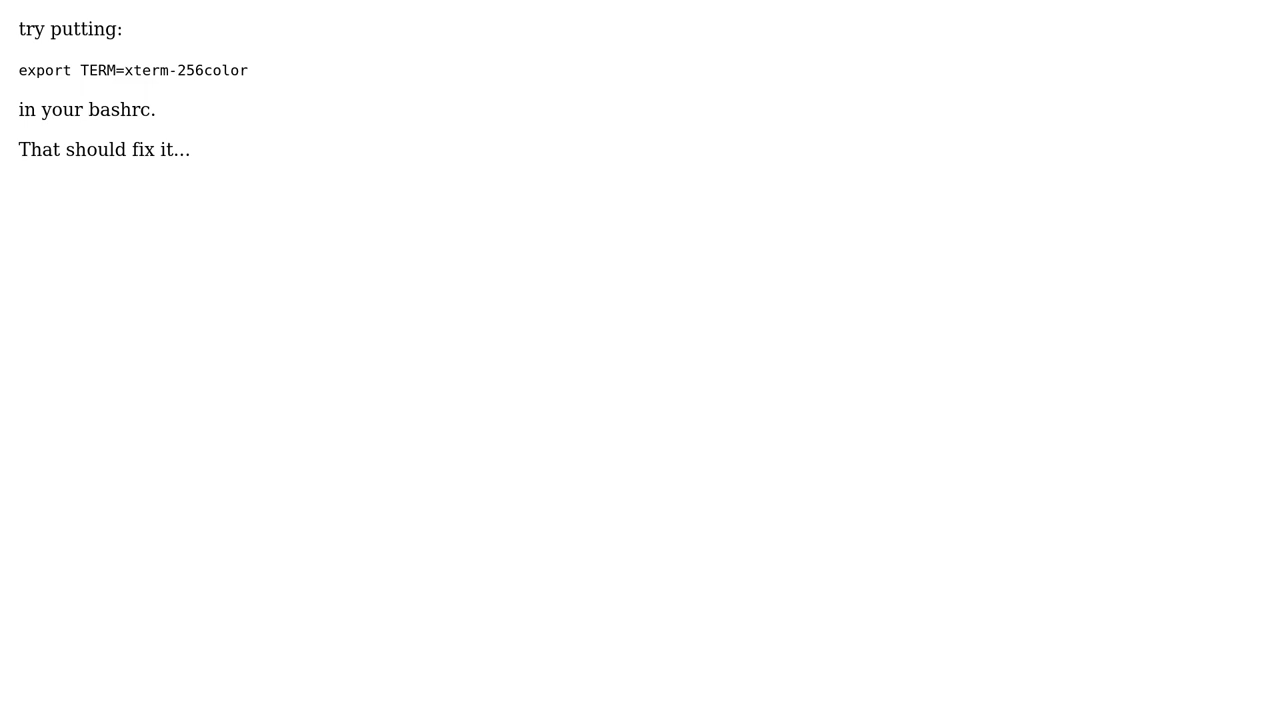 try putting:
export TERM=xterm-256color
in your bashrc.
That should fix it...